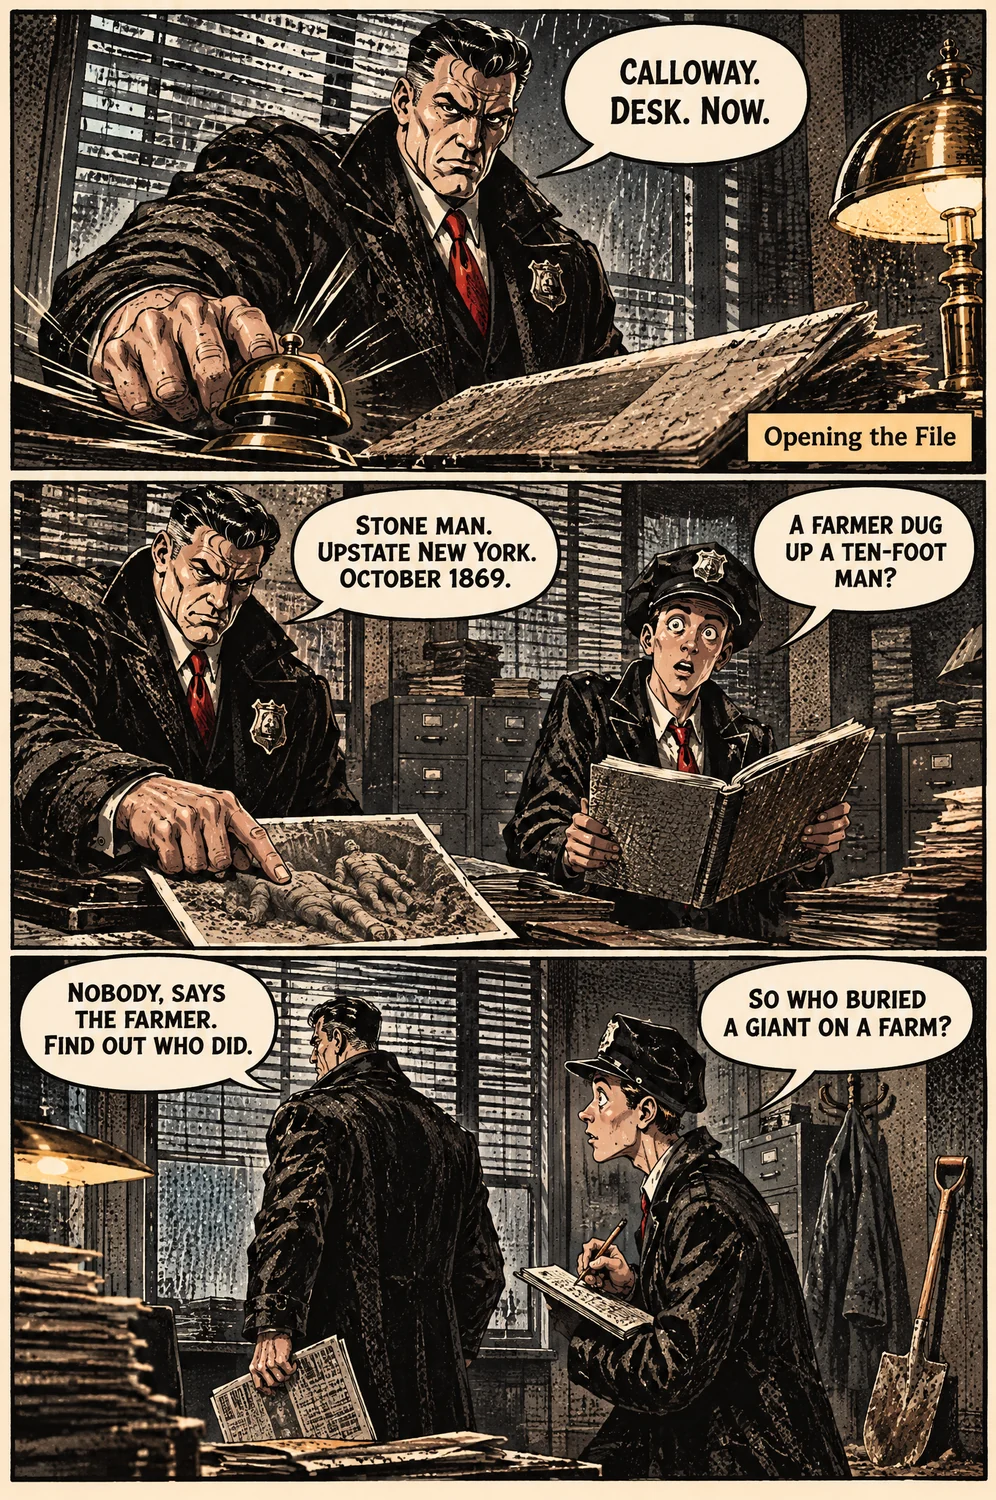 CALLOWAY.
DESK. NOW.
Opening the File
STONE MAN.
UPSTATE NEW YORK.
OCTOBER 1869.
A FARMER DUG
UP A TEN-FOOT
MAN?
NOBODY, SAYS
THE FARMER.
FIND OUT WHO DID.
SO WHO BURIED
A GIANT ON A FARM?